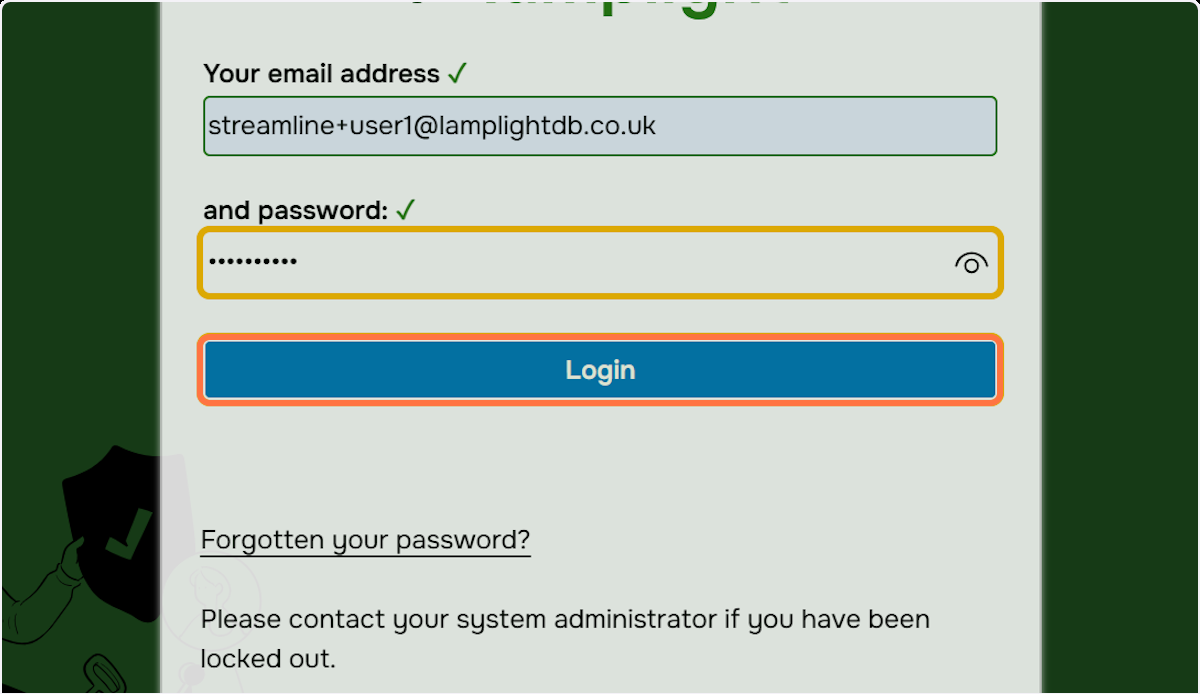 lamplight
Your email address ✓
streamline+user1@lamplightdb.co.uk
and password: ✓
••••••••••
Login
Forgotten your password?
Please contact your system administrator if you have been
locked out.